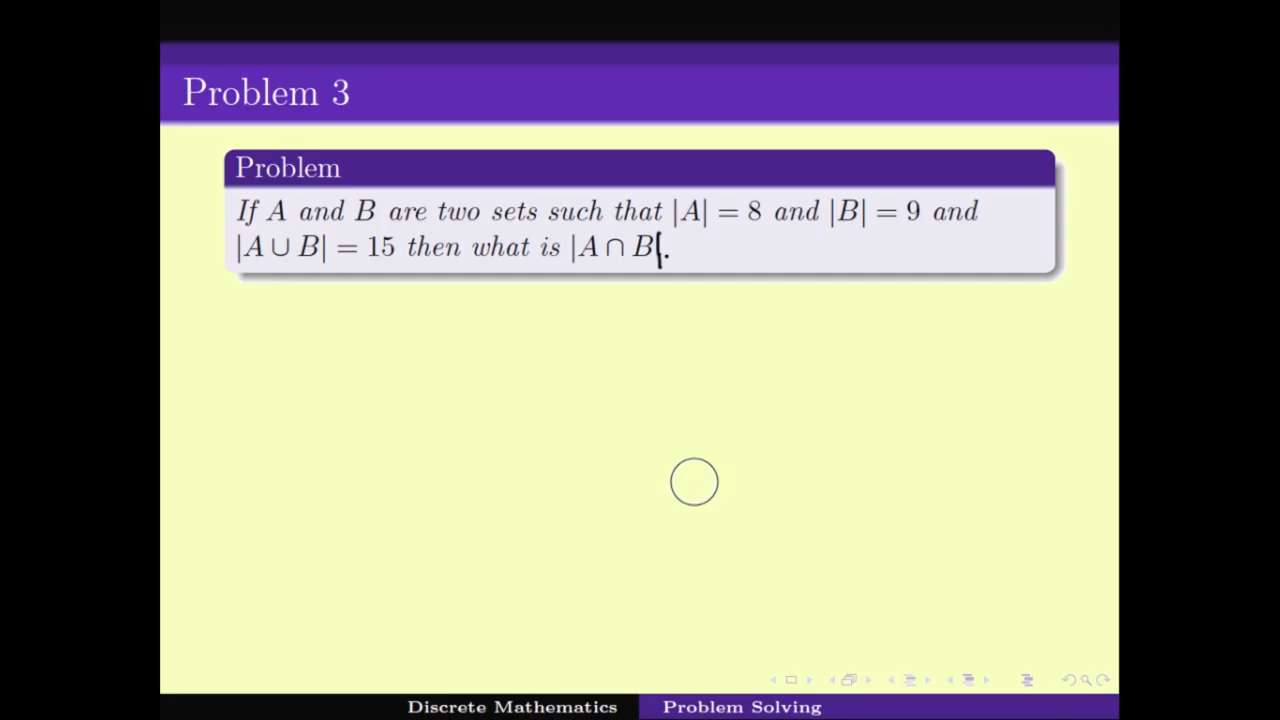 Problem 3
Problem
If A and B are two sets such that |A| = 8 and |B| = 9 and
|A ∪ B| = 15 then what is |A ∩ B|.
Discrete Mathematics Problem Solving